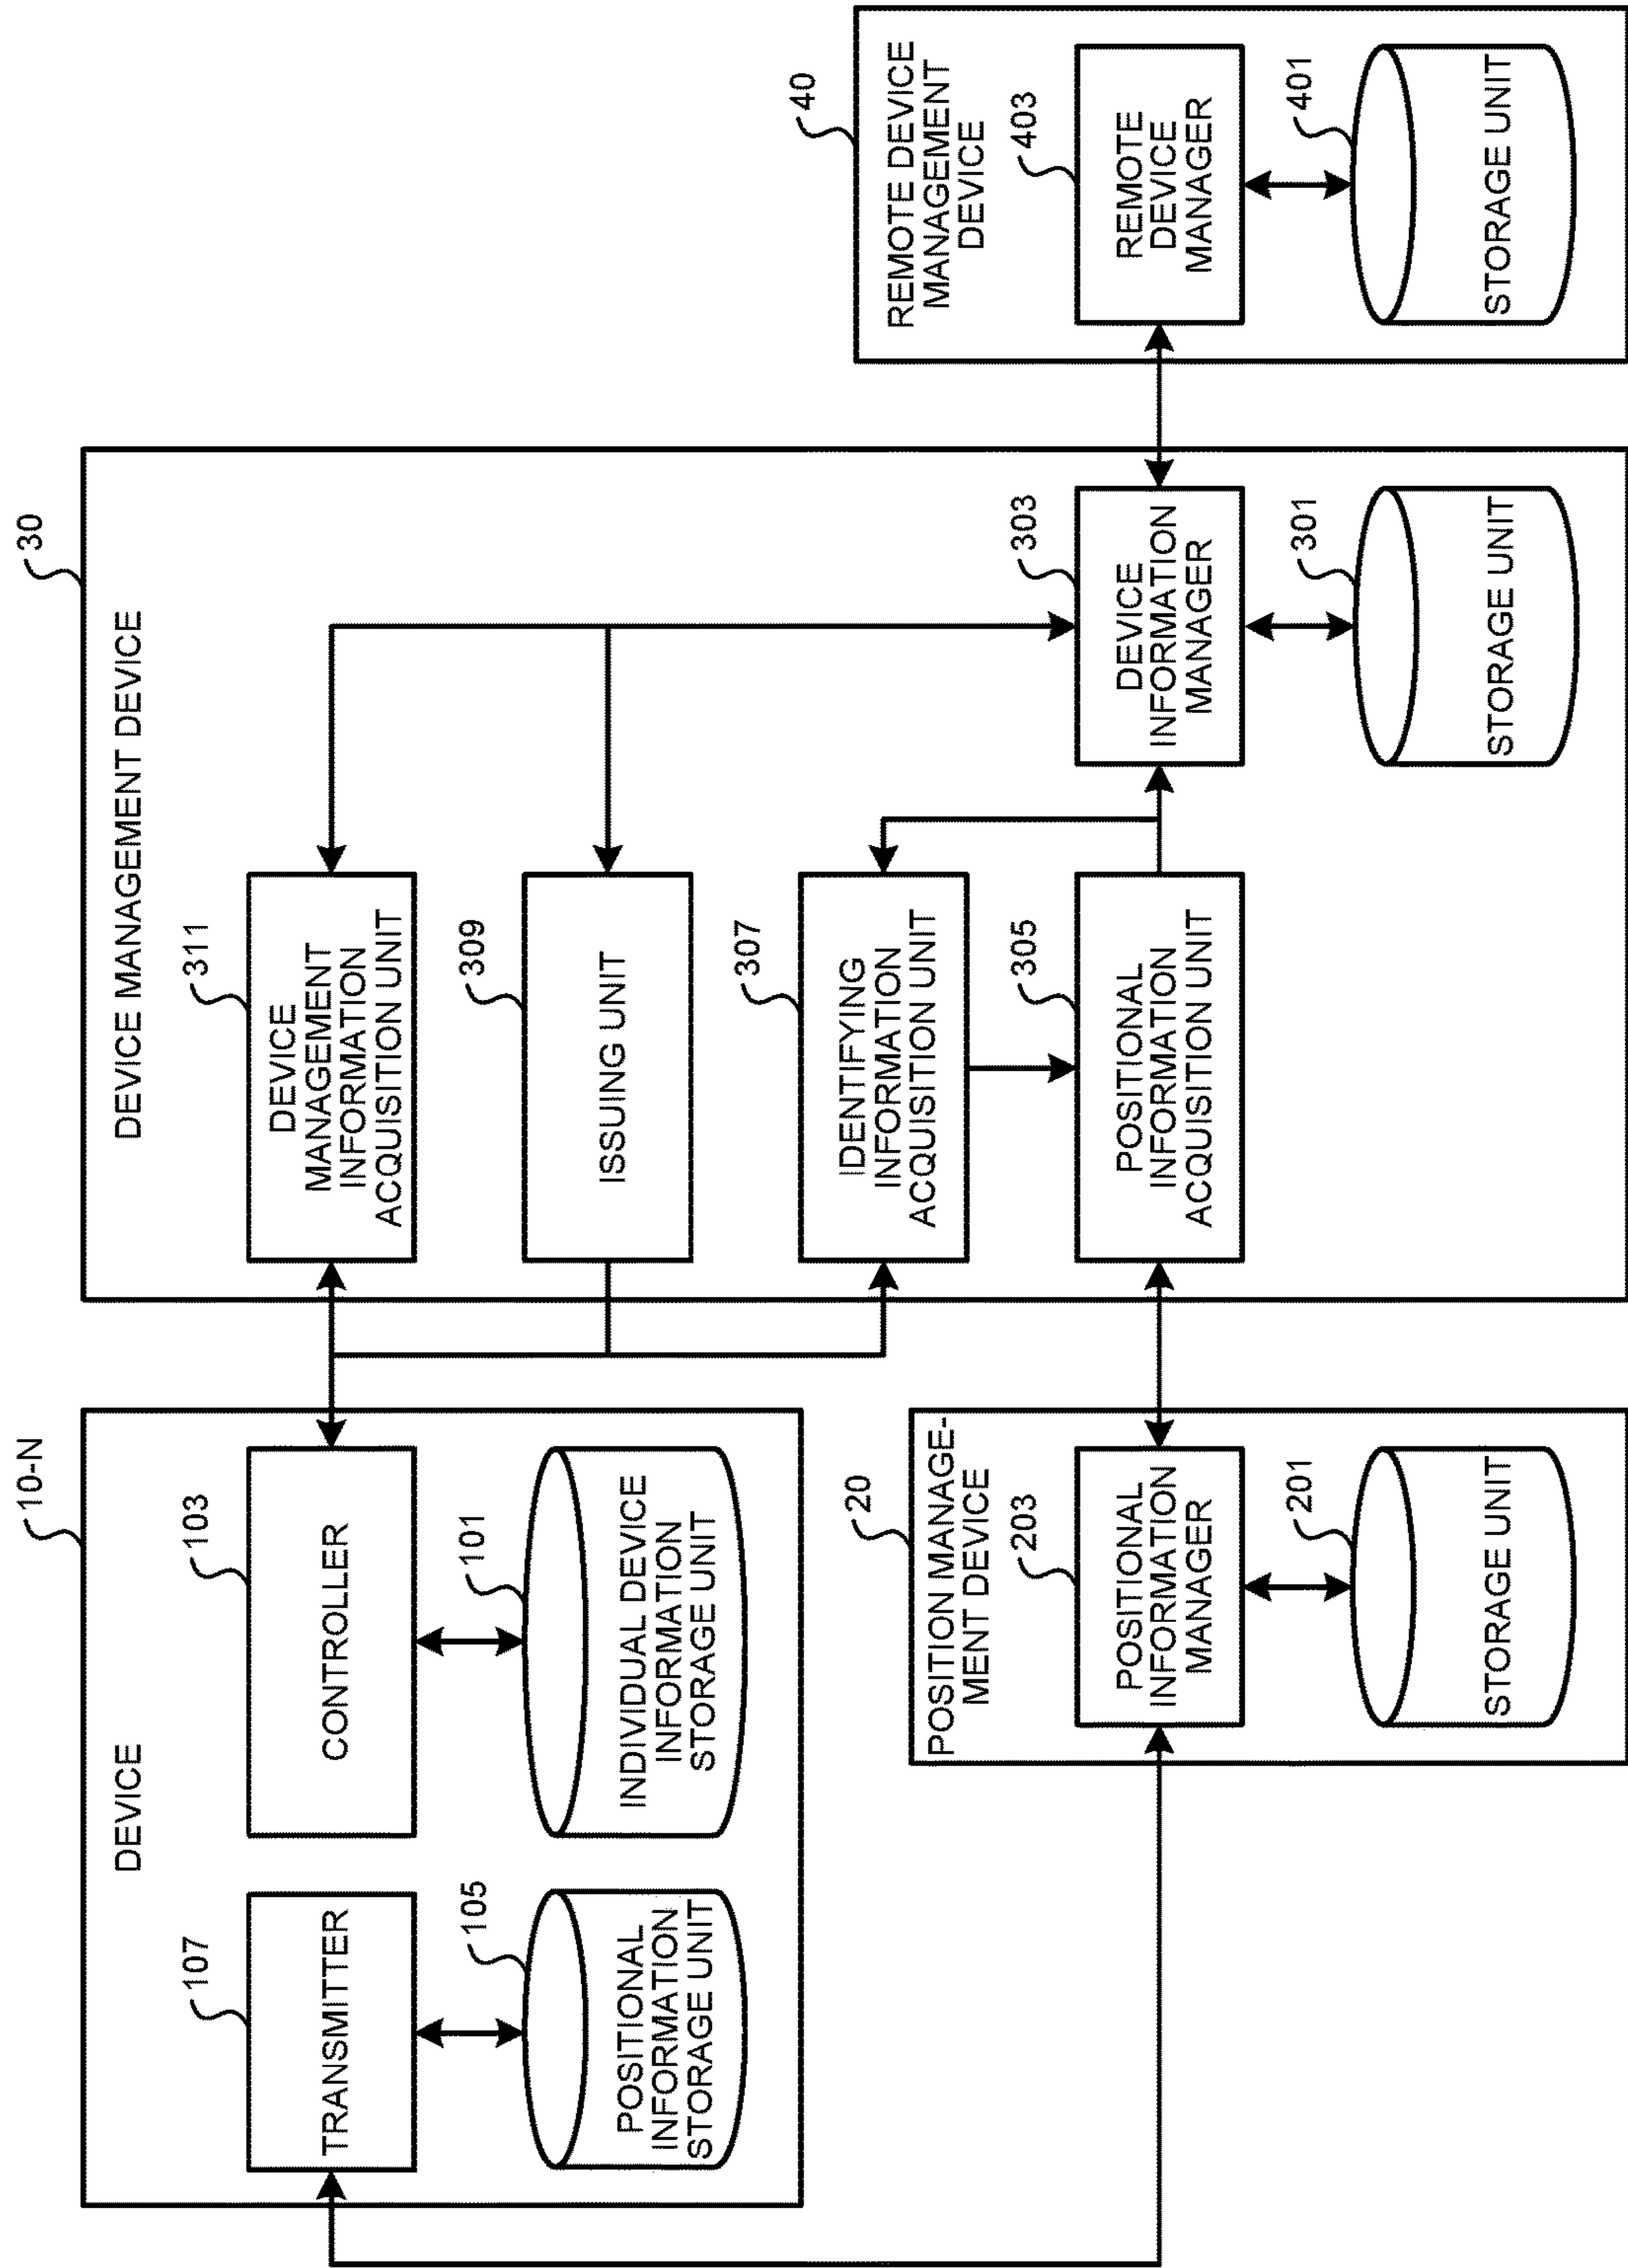 10-N
DEVICE
107
TRANSMITTER
103
CONTROLLER
105
POSITIONAL
INFORMATION
STORAGE UNIT
101
INDIVIDUAL DEVICE
INFORMATION
STORAGE UNIT
20
POSITION MANAGE-
MENT DEVICE
203
POSITIONAL
INFORMATION
MANAGER
201
STORAGE UNIT
30
DEVICE MANAGEMENT DEVICE
311
DEVICE
MANAGEMENT
INFORMATION
ACQUISITION UNIT
309
ISSUING UNIT
307
IDENTIFYING
INFORMATION
ACQUISITION UNIT
305
POSITIONAL
INFORMATION
ACQUISITION UNIT
303
DEVICE
INFORMATION
MANAGER
301
STORAGE UNIT
40
REMOTE DEVICE
MANAGEMENT
DEVICE
403
REMOTE
DEVICE
MANAGER
401
STORAGE UNIT